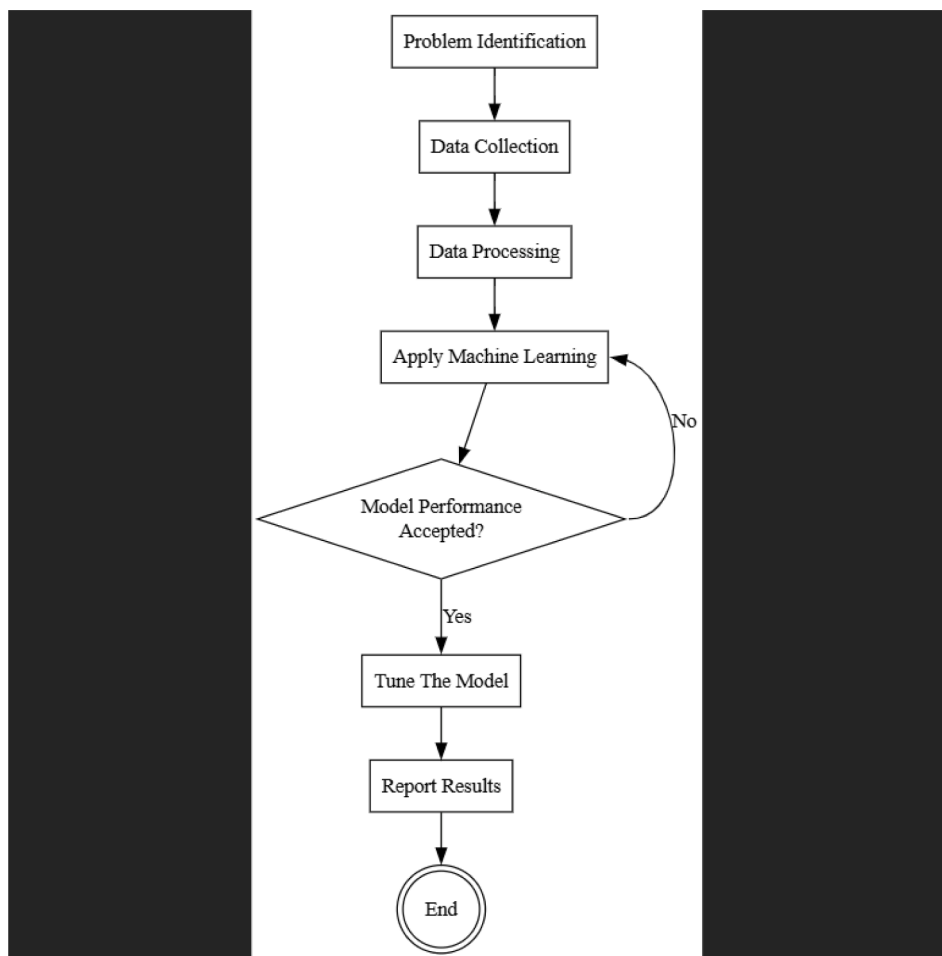 Problem Identification
Data Collection
Data Processing
Apply Machine Learning
No
Model Performance
Accepted?
Yes
Tune The Model
Report Results
End